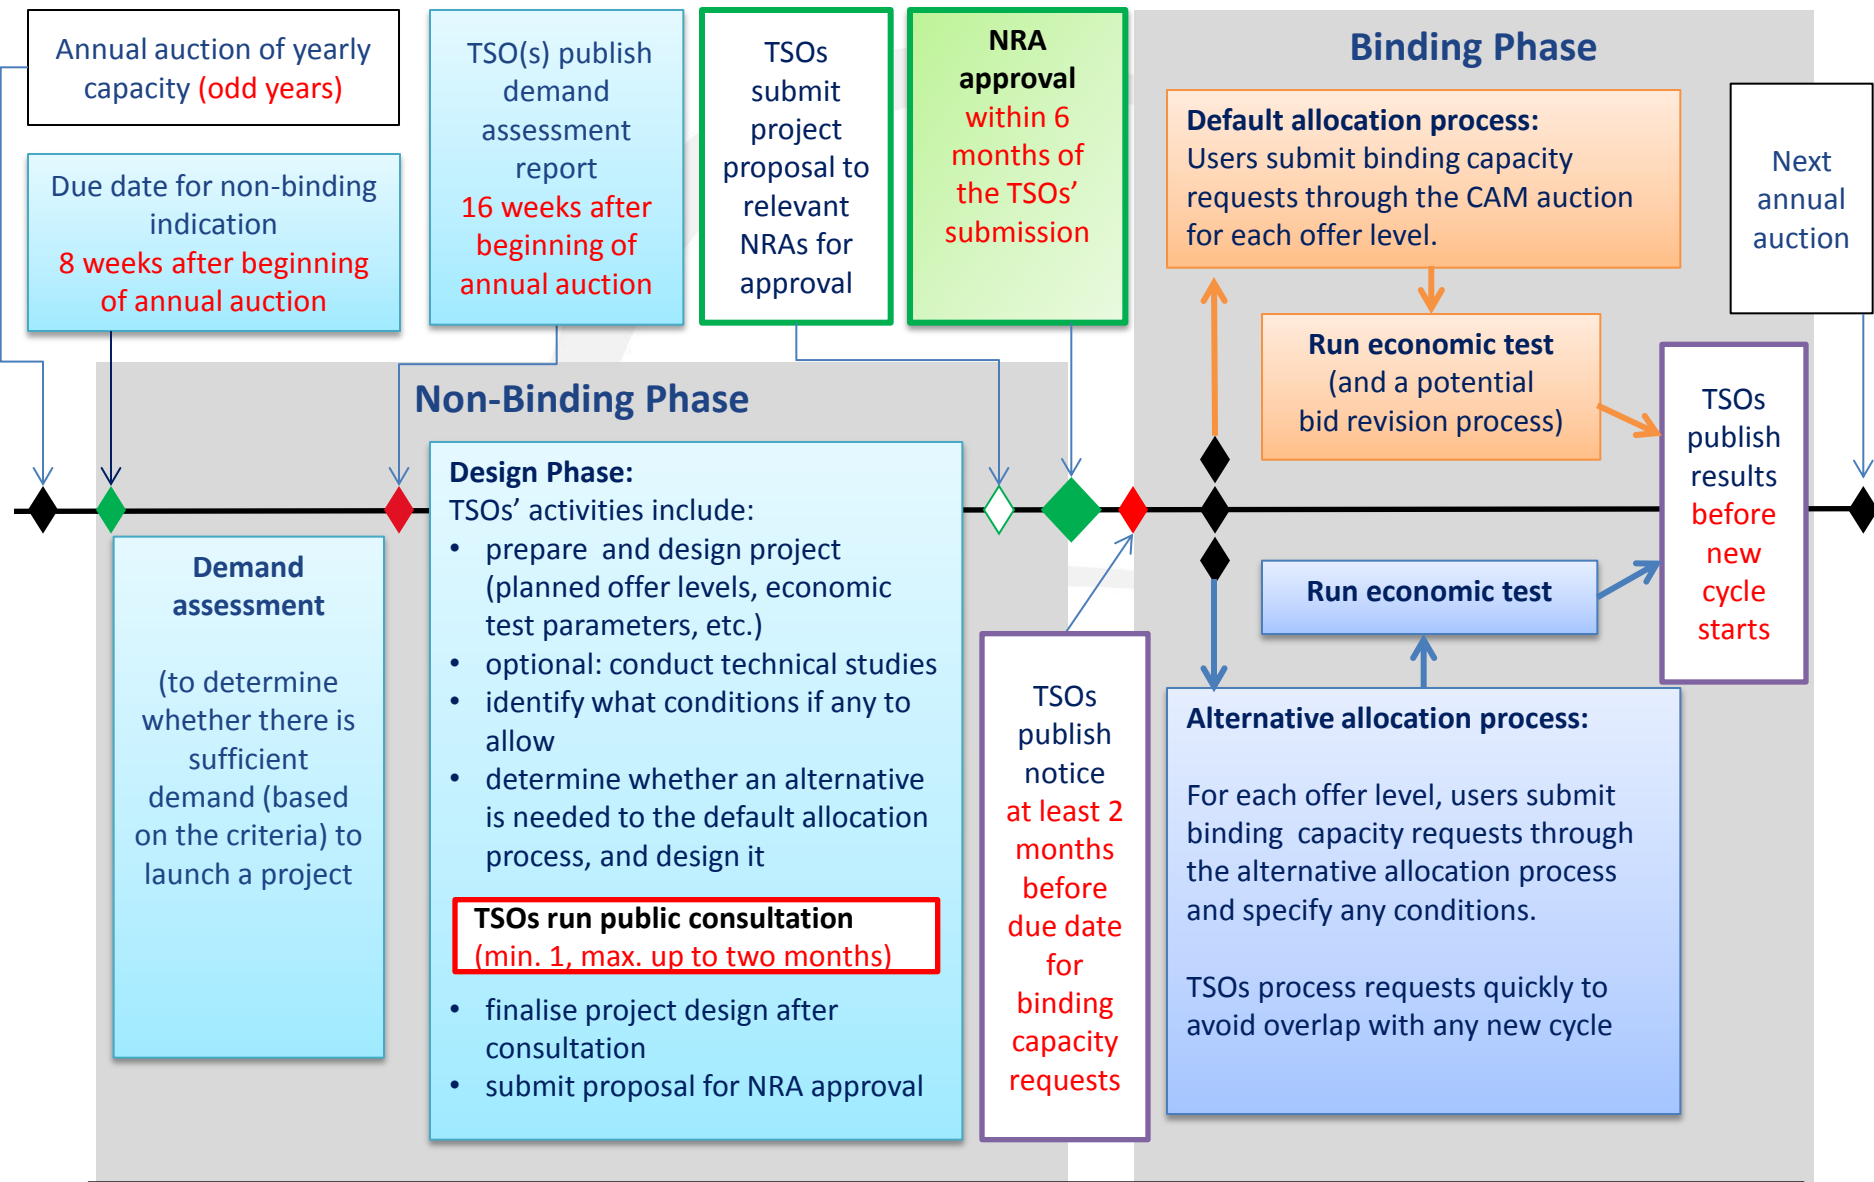 Annual auction of yearly
capacity (odd years)
Due date for non-binding
indication
8 weeks after beginning
of annual auction
TSO(s) publish
demand
assessment
report
16 weeks after
beginning of
annual auction
TSOs
submit
project
proposal to
relevant
NRAs for
approval
NRA
approval
within 6
months of
the TSOs'
submission
Binding Phase
Default allocation process:
Users submit binding capacity
requests through the CAM auction
for each offer level.
Next
annual
auction
Run economic test
(and a potential
bid revision process)
TSOs
publish
results
before
new
cycle
starts
Non-Binding Phase
Demand
assessment
(to determine
whether there is
sufficient
demand (based
on the criteria) to
launch a project
Design Phase:
TSOs' activities include:
• prepare  and design project
(planned offer levels, economic
test parameters, etc.)
• optional: conduct technical studies
• identify what conditions if any to
allow
• determine whether an alternative
is needed to the default allocation
process, and design it
TSOs run public consultation
(min. 1, max. up to two months)
• finalise project design after
consultation
• submit proposal for NRA approval
TSOs
publish
notice
at least 2
months
before
due date
for
binding
capacity
requests
Run economic test
Alternative allocation process:
For each offer level, users submit
binding  capacity requests through
the alternative allocation process
and specify any conditions.
TSOs process requests quickly to
avoid overlap with any new cycle